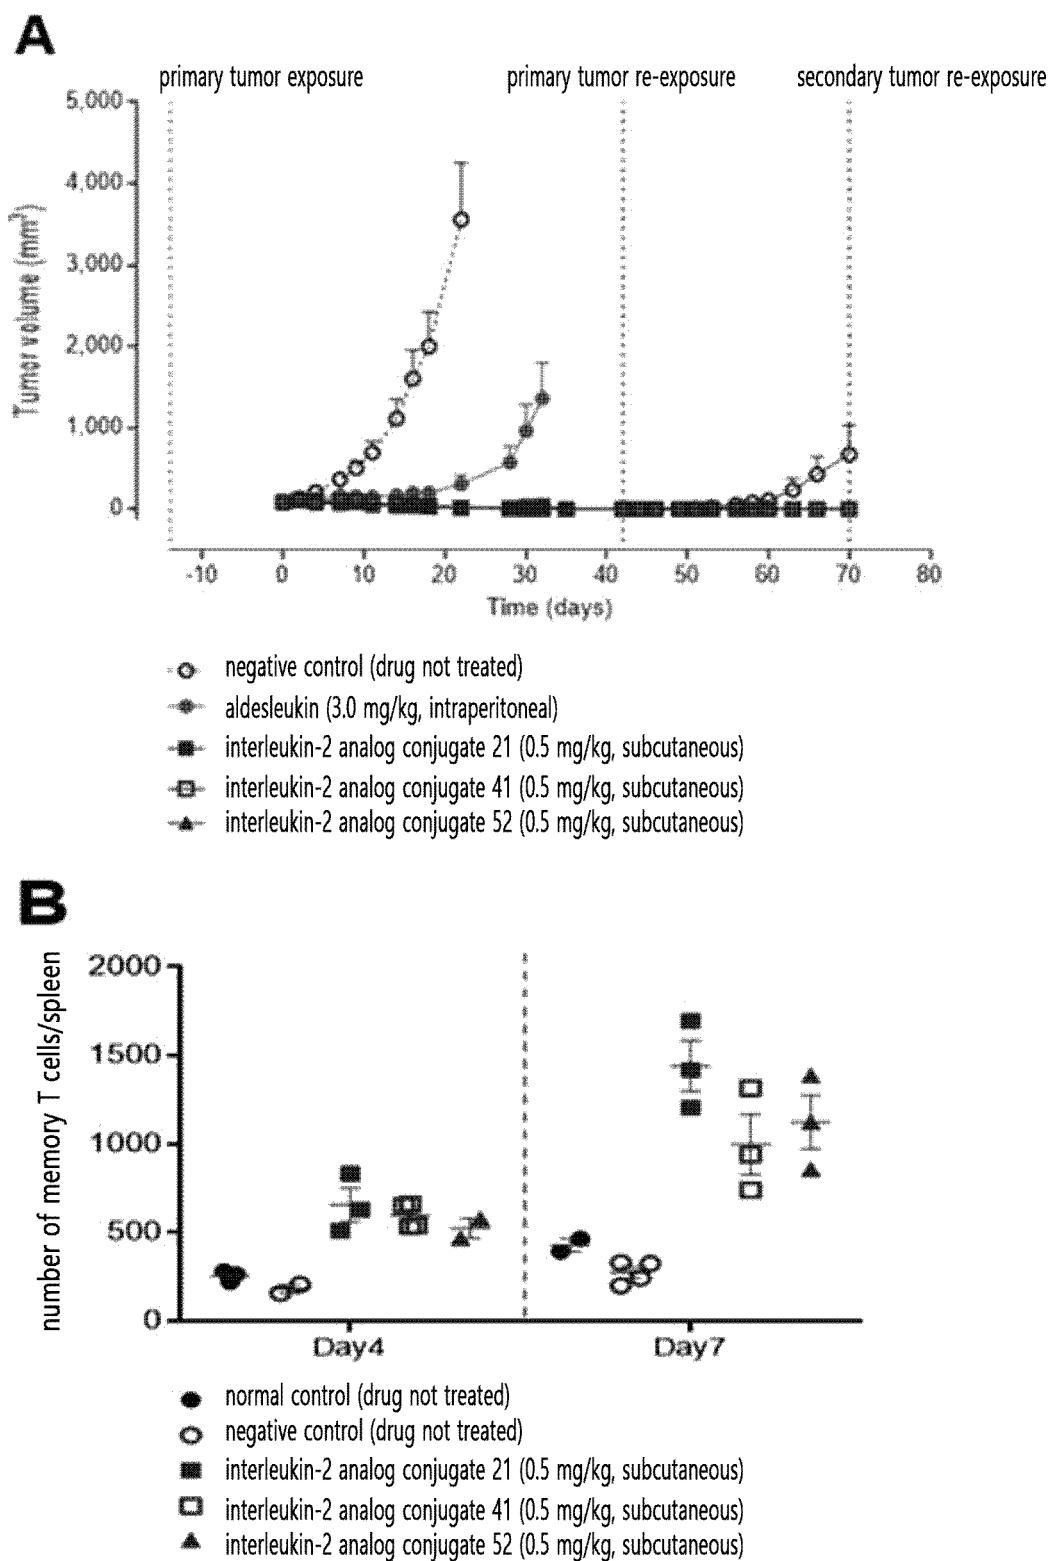 A
primary tumor exposure
primary tumor re-exposure
secondary tumor re-exposure
5,000
4,000
3,000
2,000
1,000
0
Tumor volume (mm³)
-10
0
10
20
30
40
50
60
70
80
Time (days)
negative control (drug not treated)
aldesleukin (3.0 mg/kg, intraperitoneal)
interleukin-2 analog conjugate 21 (0.5 mg/kg, subcutaneous)
interleukin-2 analog conjugate 41 (0.5 mg/kg, subcutaneous)
interleukin-2 analog conjugate 52 (0.5 mg/kg, subcutaneous)
B
number of memory T cells/spleen
2000
1500
1000
500
0
Day4
Day7
normal control (drug not treated)
negative control (drug not treated)
interleukin-2 analog conjugate 21 (0.5 mg/kg, subcutaneous)
interleukin-2 analog conjugate 41 (0.5 mg/kg, subcutaneous)
interleukin-2 analog conjugate 52 (0.5 mg/kg, subcutaneous)